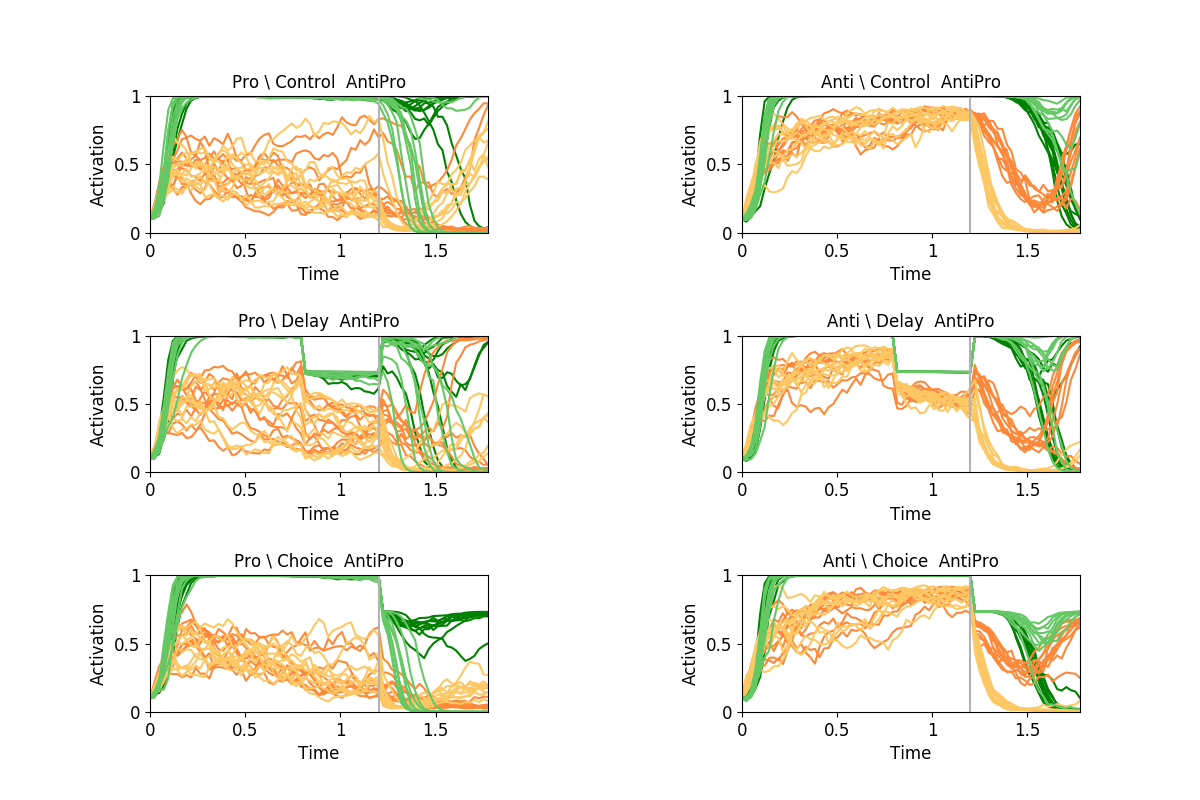 Pro \ Control  AntiPro
Anti \ Control  AntiPro
1
0.5
0
Activation
0
0.5
1
1.5
Time
1
0.5
0
Activation
0
0.5
1
1.5
Time
Pro \ Delay  AntiPro
Anti \ Delay  AntiPro
1
0.5
0
Activation
0
0.5
1
1.5
Time
1
0.5
0
Activation
0
0.5
1
1.5
Time
Pro \ Choice  AntiPro
Anti \ Choice  AntiPro
1
0.5
0
Activation
0
0.5
1
1.5
Time
1
0.5
0
Activation
0
0.5
1
1.5
Time